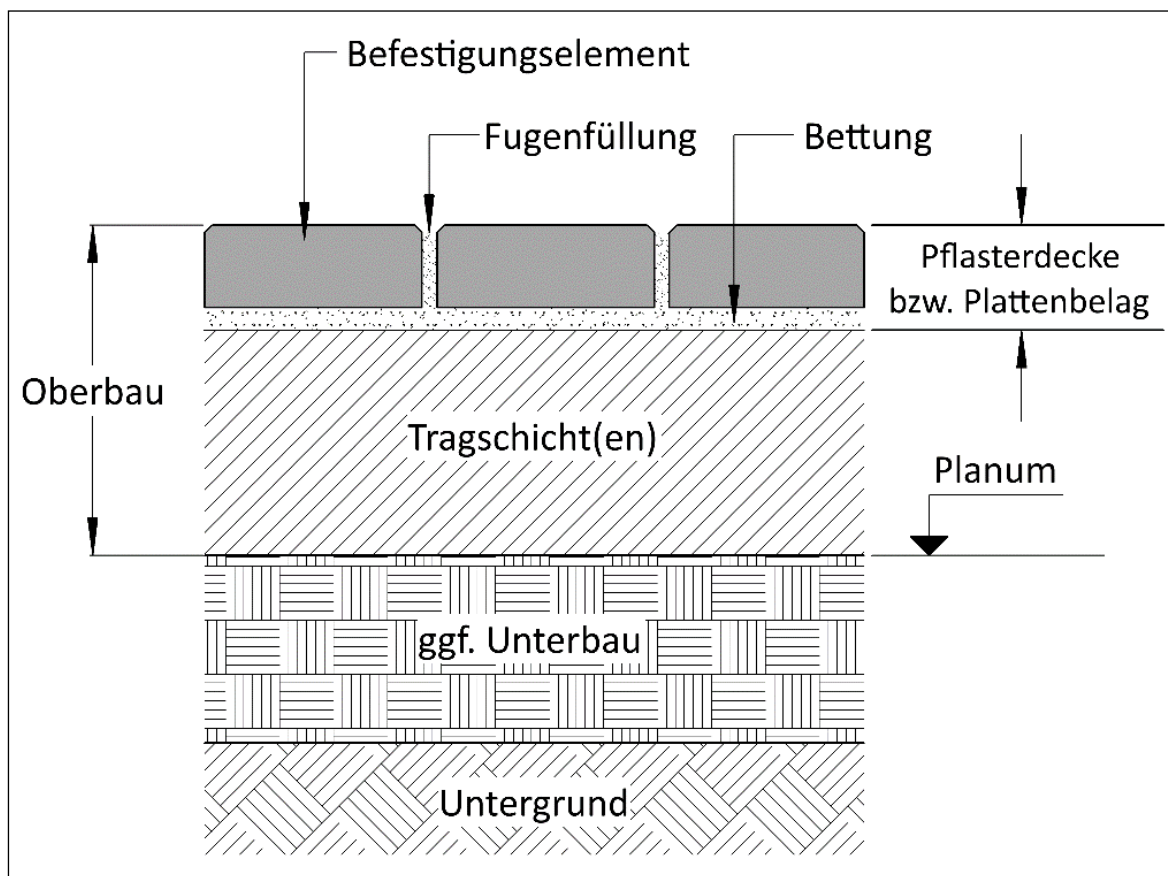 Befestigungselement
Fugenfüllung
Bettung
Pflasterdecke
bzw. Plattenbelag
Oberbau
Tragschicht(en)
Planum
ggf. Unterbau
Untergrund